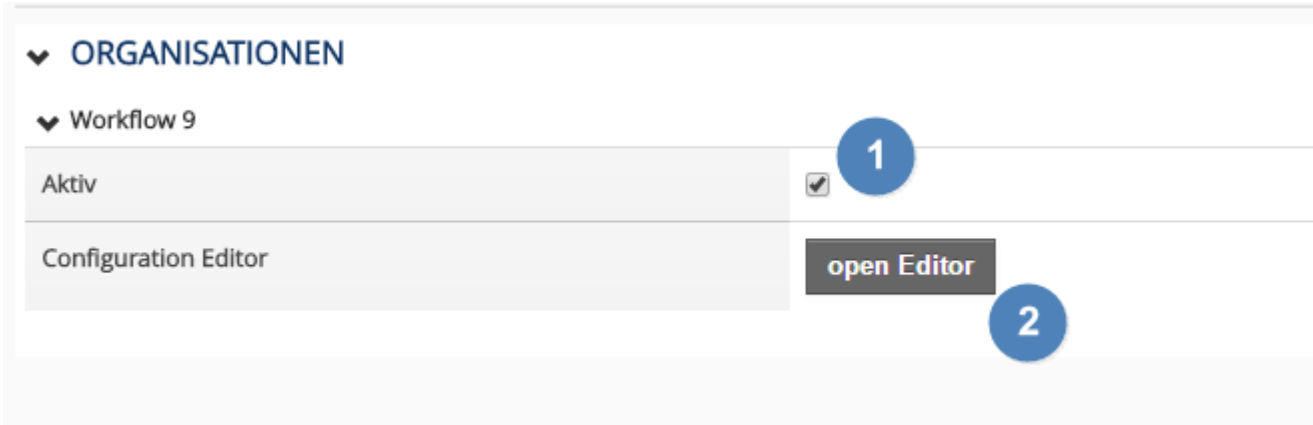 ORGANISATIONEN
Workflow 9
1
Aktiv
Configuration Editor
open Editor
2